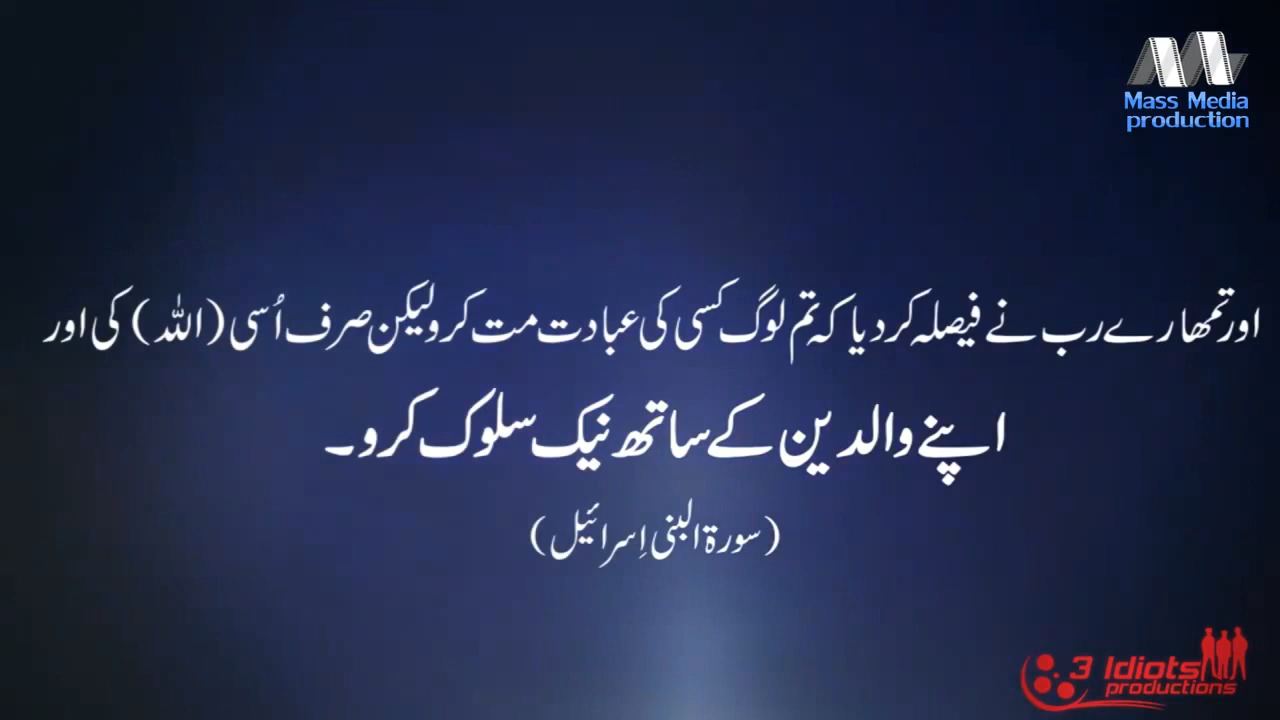 Mass Media
production
اور تمھارے رب نے فیصلہ کر دیا کہ تم لوگ کسی کی عبادت مت کرو لیکن صرف اُسی (اللہ) کی اور
اپنے والدین کے ساتھ نیک سلوک کرو۔
(سورة البنی اِسرائیل)
3 Idiots
productions